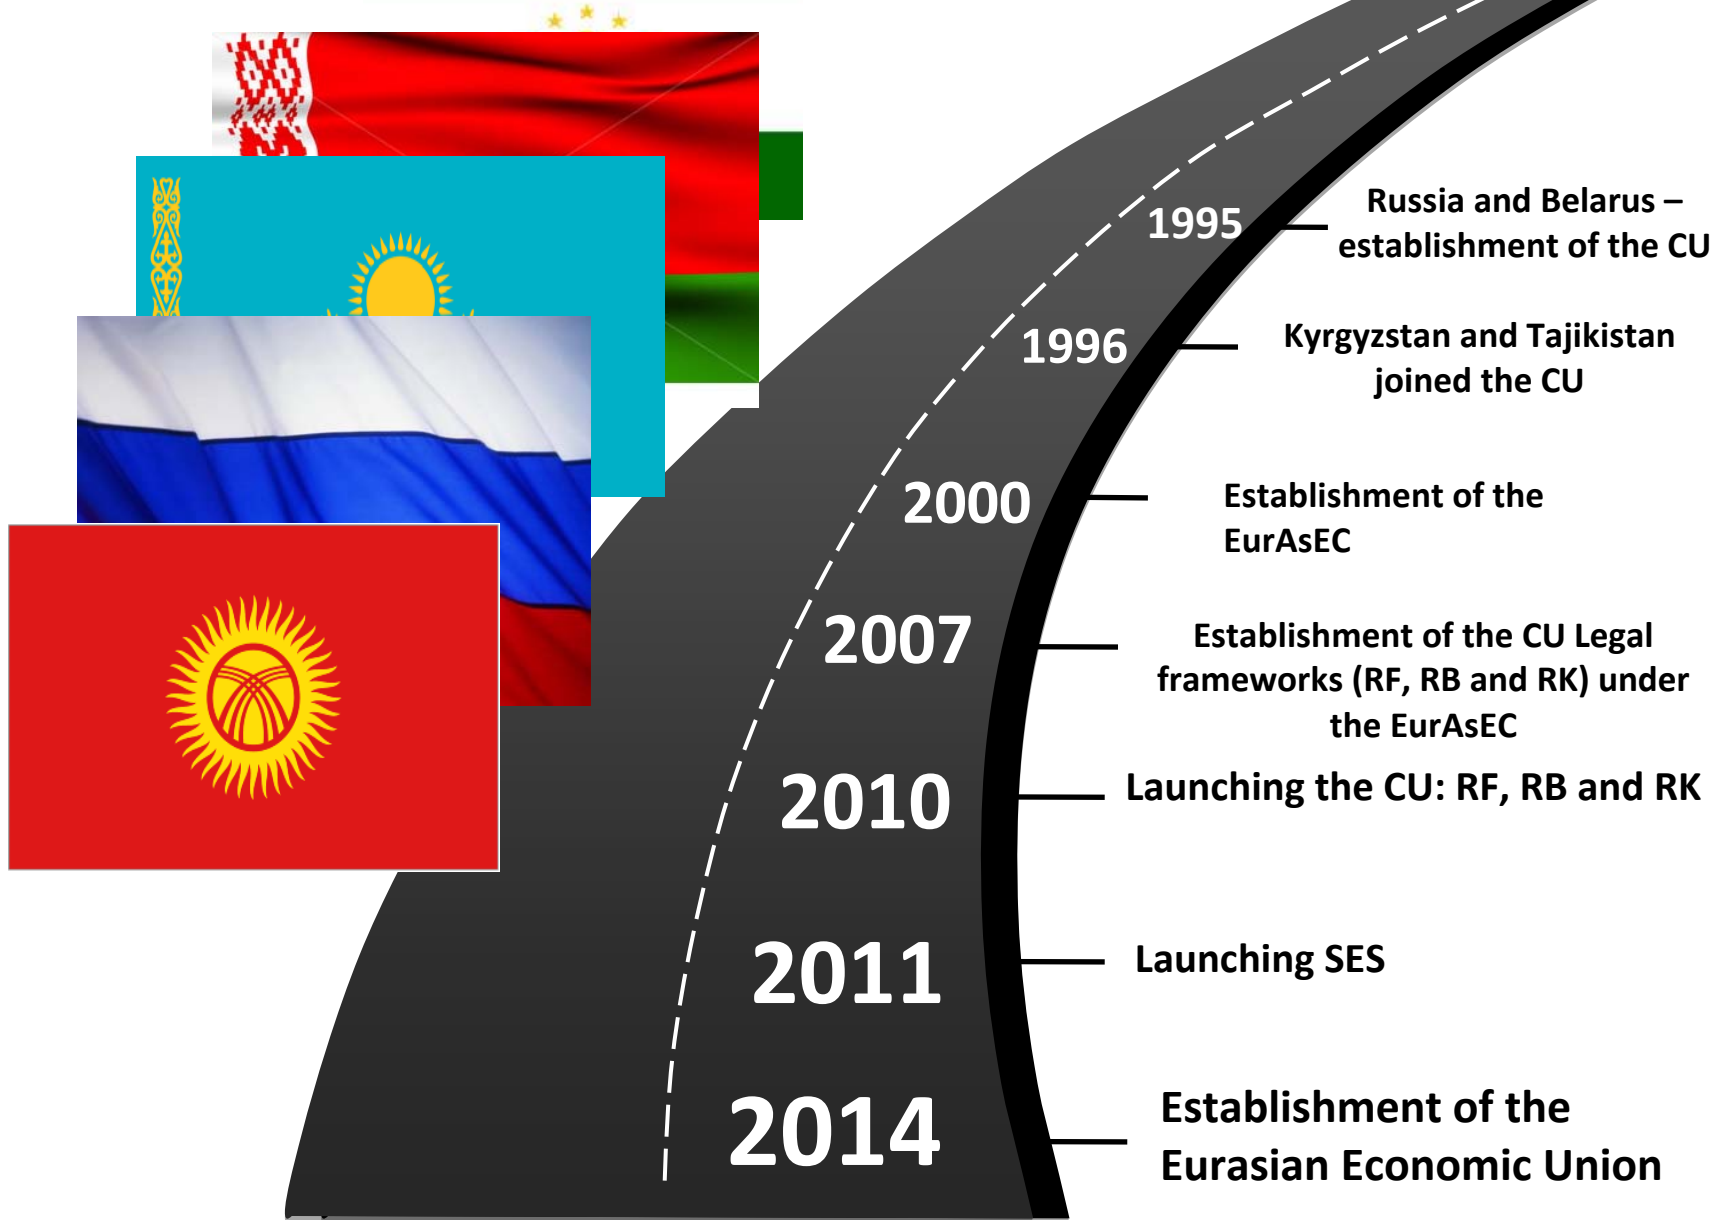 1995
Russia and Belarus –
establishment of the CU
1996
Kyrgyzstan and Tajikistan
joined the CU
2000
Establishment of the
EurAsEC
2007
Establishment of the CU Legal
frameworks (RF, RB and RK) under
the EurAsEC
2010
Launching the CU: RF, RB and RK
2011
Launching SES
2014
Establishment of the
Eurasian Economic Union